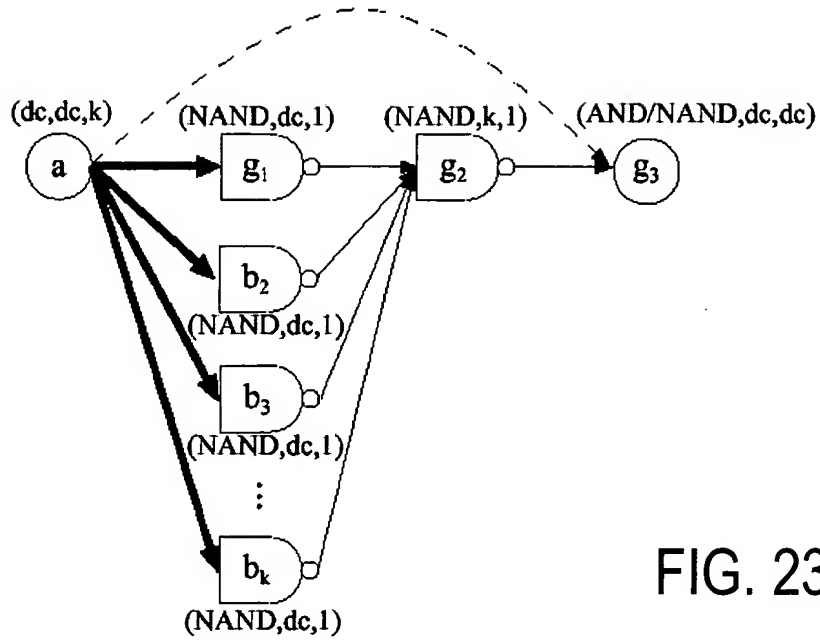 (dc,dc,k) (NAND,dc,1) (NAND,k,1) (AND/NAND,dc,dc)
a g₁ g₂ g₃
b₂
(NAND,dc,1)
b₃
(NAND,dc,1)
⋮
bₖ
(NAND,dc,1)
FIG. 23